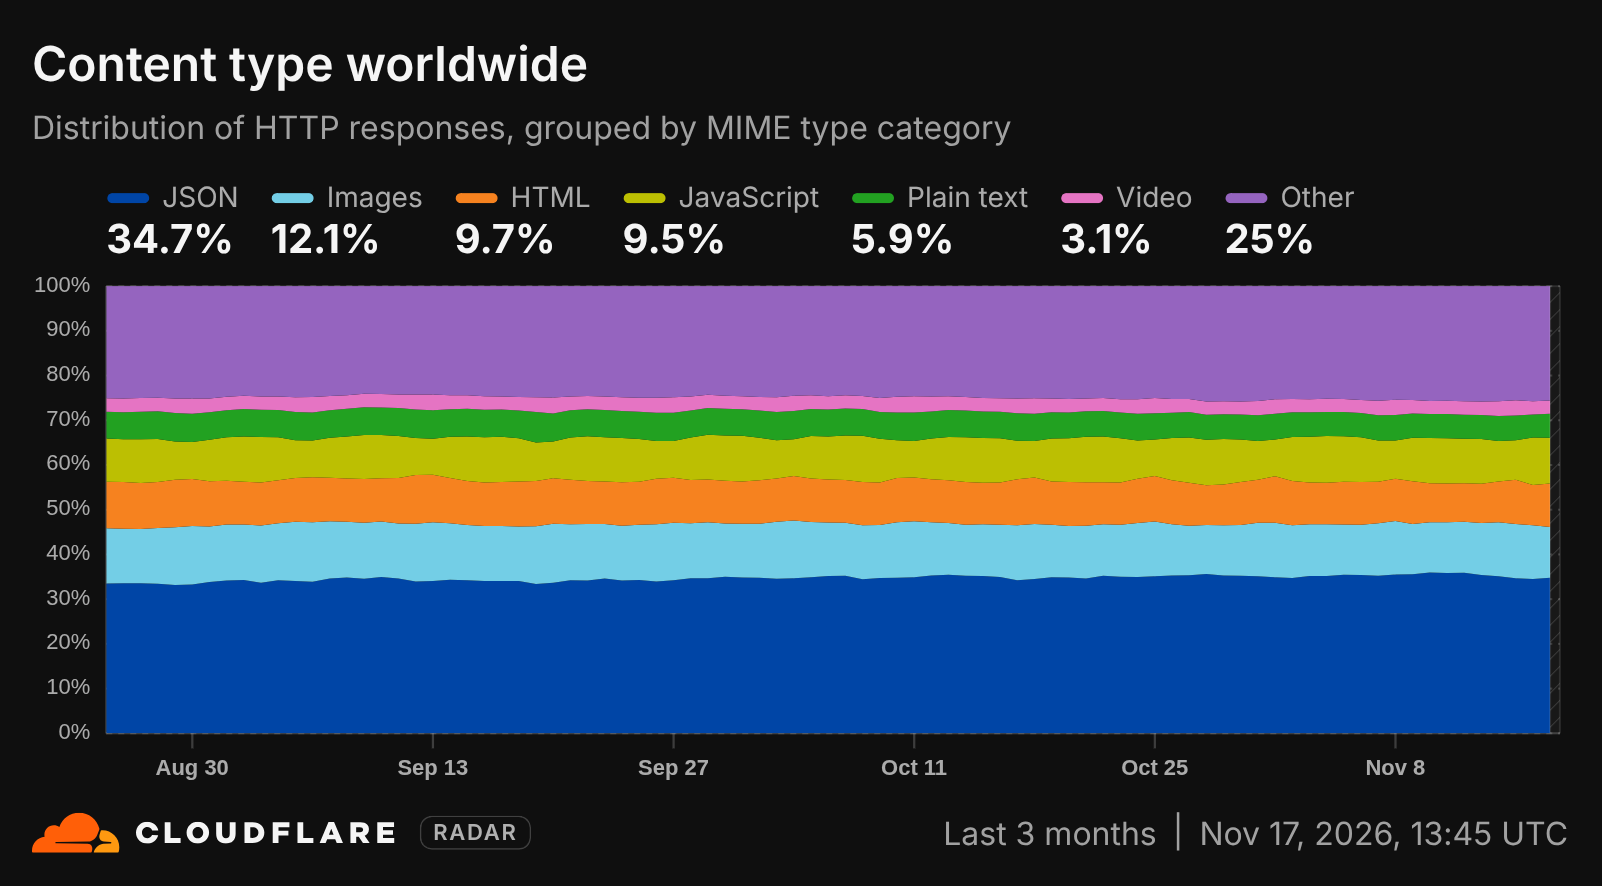 Content type worldwide
Distribution of HTTP responses, grouped by MIME type category
JSON Images HTML JavaScript Plain text Video Other
34.7% 12.1% 9.7% 9.5% 5.9% 3.1% 25%
100%
90%
80%
70%
60%
50%
40%
30%
20%
10%
0%
Aug 30 Sep 13 Sep 27 Oct 11 Oct 25 Nov 8
CLOUDFLARE RADAR Last 3 months | Nov 17, 2026, 13:45 UTC